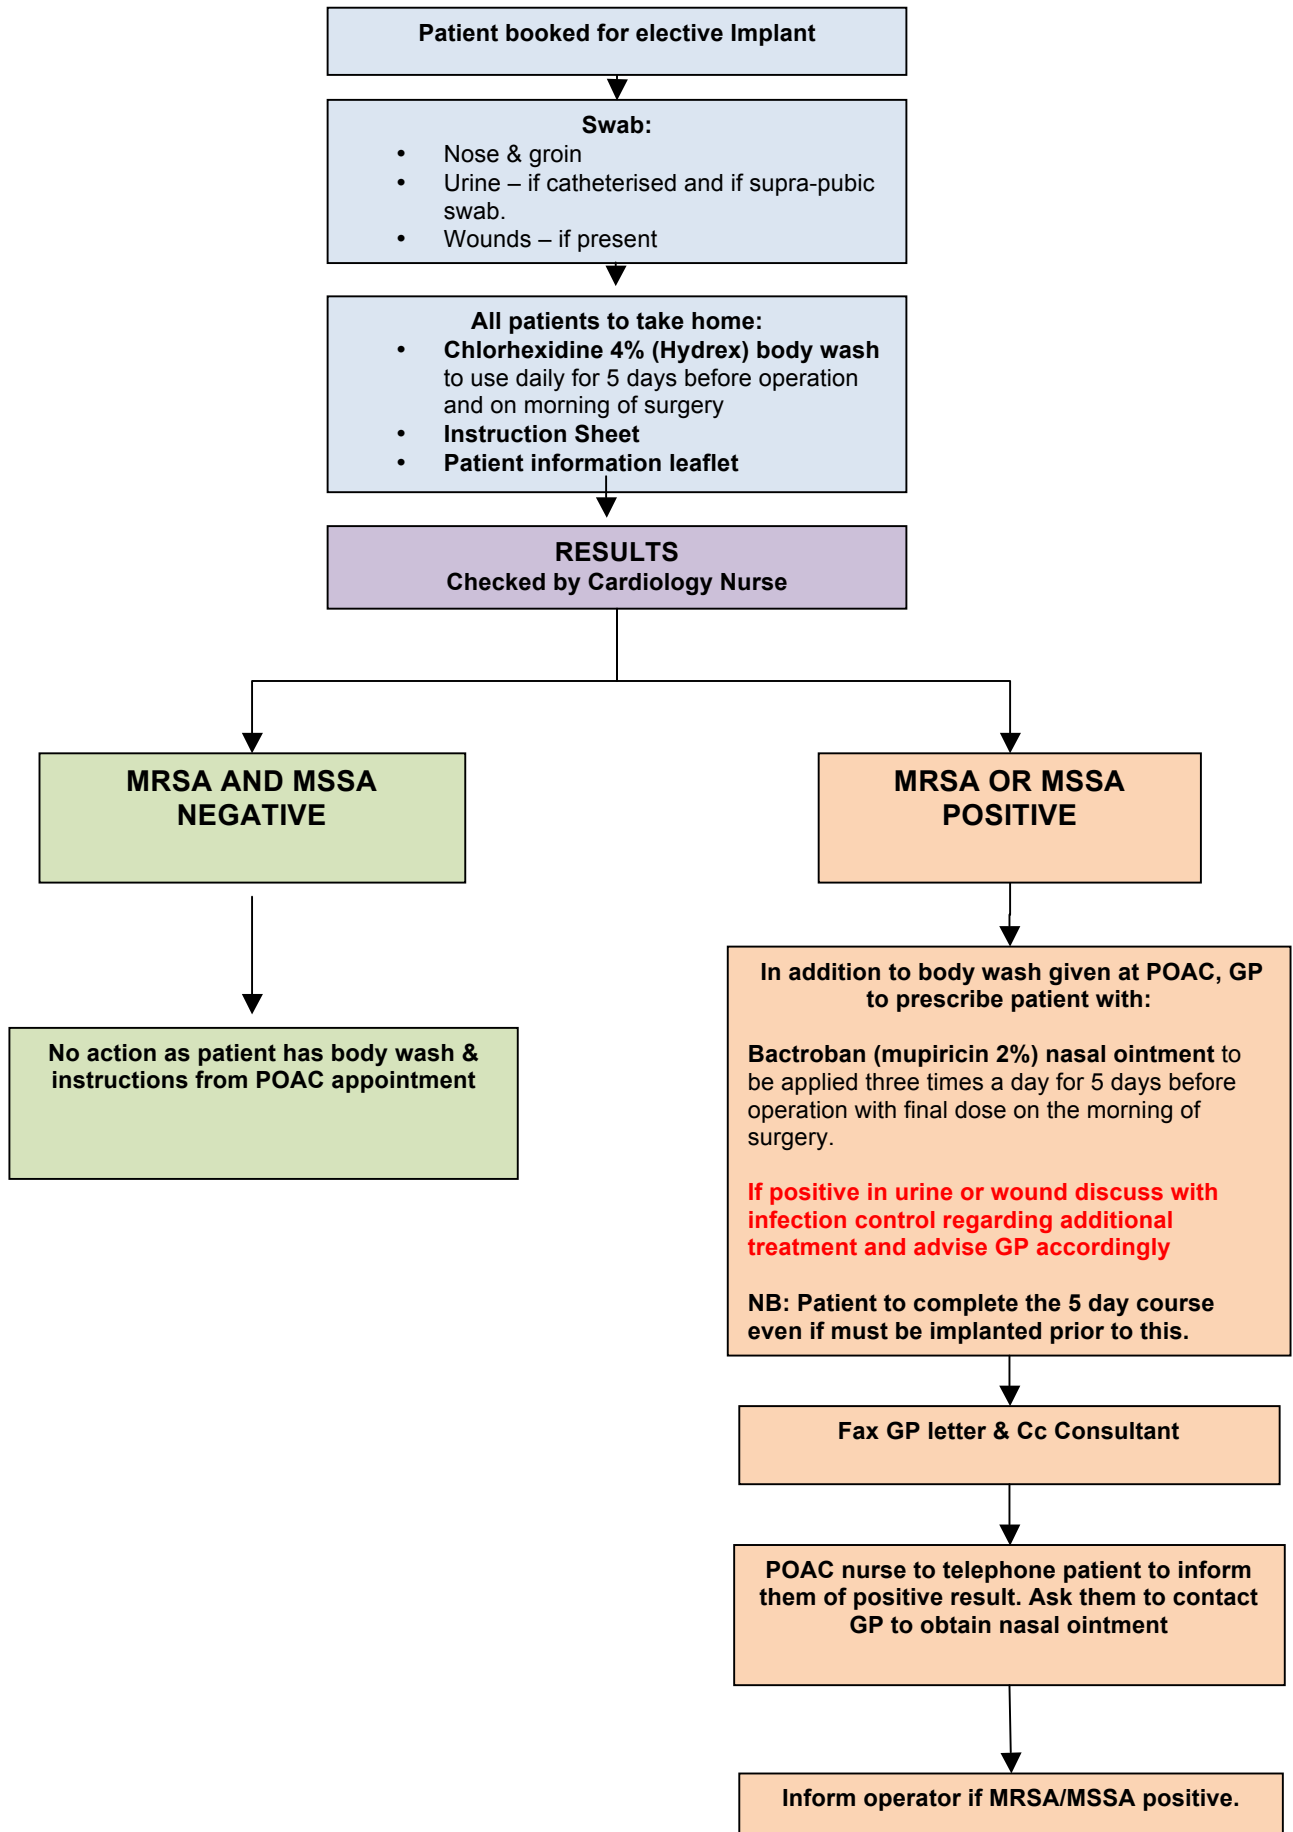 Patient booked for elective Implant
Swab:
• Nose & groin
• Urine – if catheterised and if supra-pubic
swab.
• Wounds – if present
All patients to take home:
• Chlorhexidine 4% (Hydrex) body wash
to use daily for 5 days before operation
and on morning of surgery
• Instruction Sheet
• Patient information leaflet
RESULTS
Checked by Cardiology Nurse
MRSA AND MSSA
NEGATIVE
No action as patient has body wash &
instructions from POAC appointment
MRSA OR MSSA
POSITIVE
In addition to body wash given at POAC, GP
to prescribe patient with:
Bactroban (mupiricin 2%) nasal ointment to
be applied three times a day for 5 days before
operation with final dose on the morning of
surgery.
If positive in urine or wound discuss with
infection control regarding additional
treatment and advise GP accordingly
NB: Patient to complete the 5 day course
even if must be implanted prior to this.
Fax GP letter & Cc Consultant
POAC nurse to telephone patient to inform
them of positive result. Ask them to contact
GP to obtain nasal ointment
Inform operator if MRSA/MSSA positive.